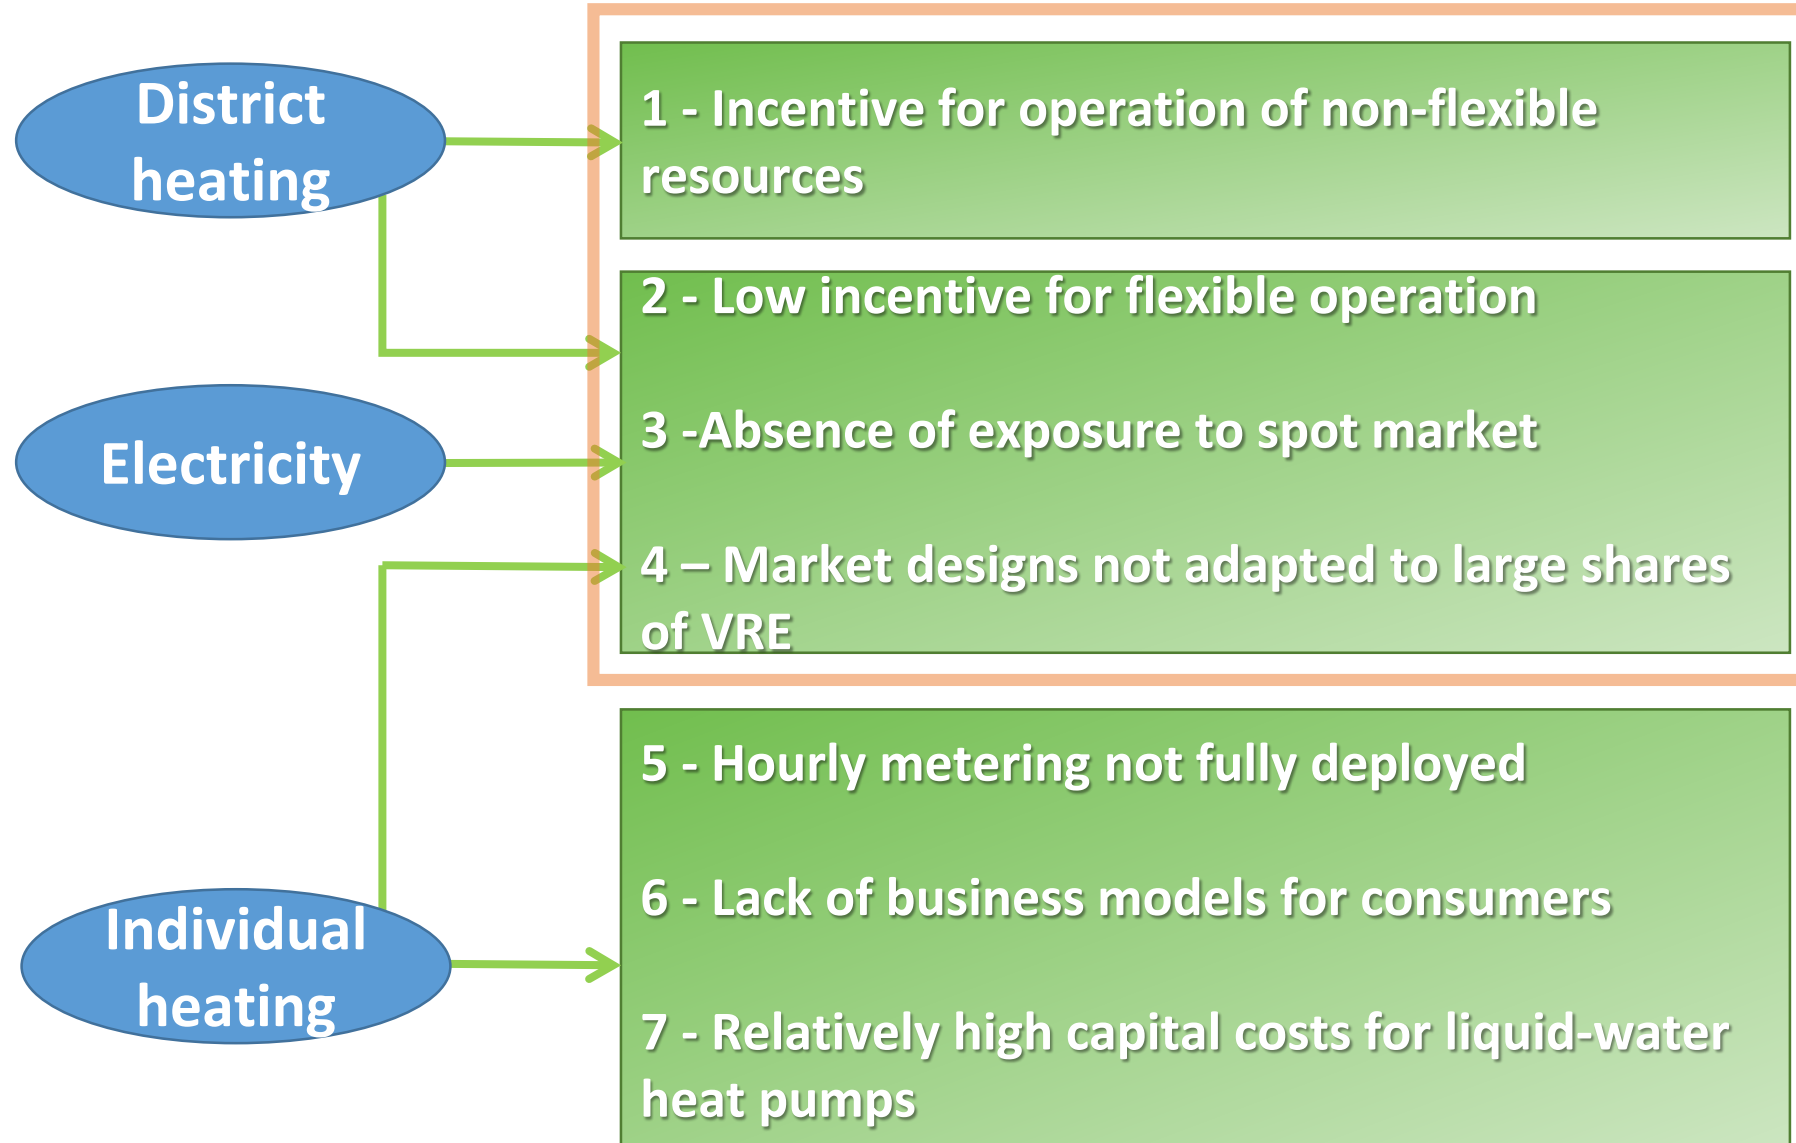 District
heating
1 - Incentive for operation of non-flexible
resources
2 - Low incentive for flexible operation
3 -Absence of exposure to spot market
Electricity
4 – Market designs not adapted to large shares
of VRE
5 - Hourly metering not fully deployed
6 - Lack of business models for consumers
Individual
heating
7 - Relatively high capital costs for liquid-water
heat pumps